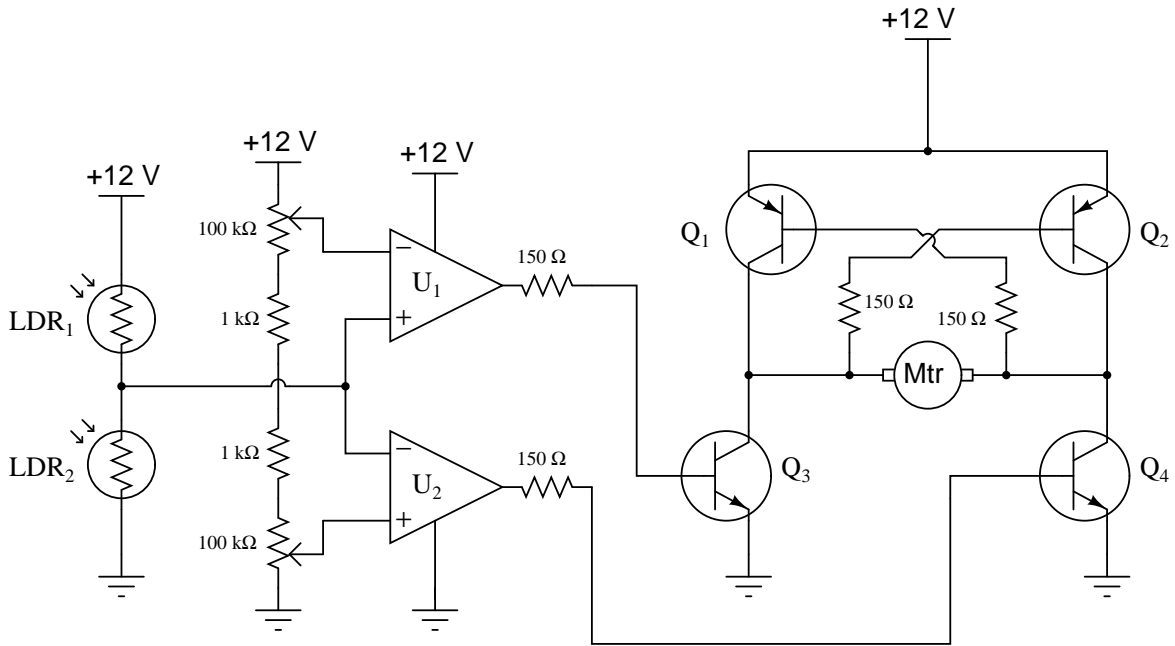 +12 V
+12 V
+12 V
+12 V
100 kΩ
Q₁
Q₂
−
150 Ω
U₁
LDR₁
1 kΩ
+
150 Ω
150 Ω
Mtr
LDR₂
1 kΩ
−
150 Ω
U₂
Q₃
Q₄
+
100 kΩ